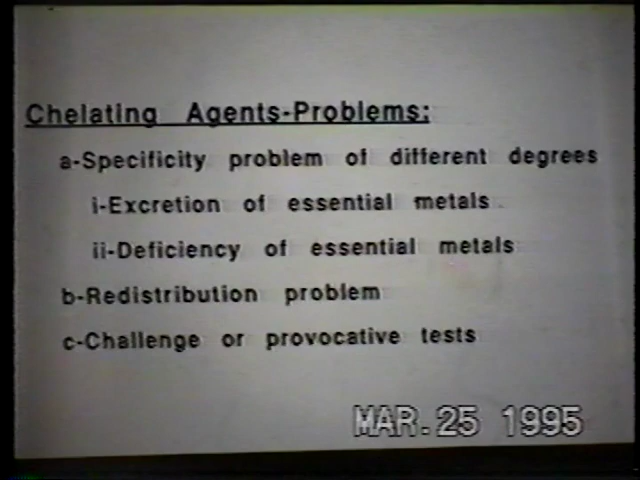 Chelating Agents-Problems:
a-Specificity problem of different degrees
i-Excretion of essential metals
ii-Deficiency of essential metals
b-Redistribution problem
c-Challenge or provocative tests
MAR.25 1995